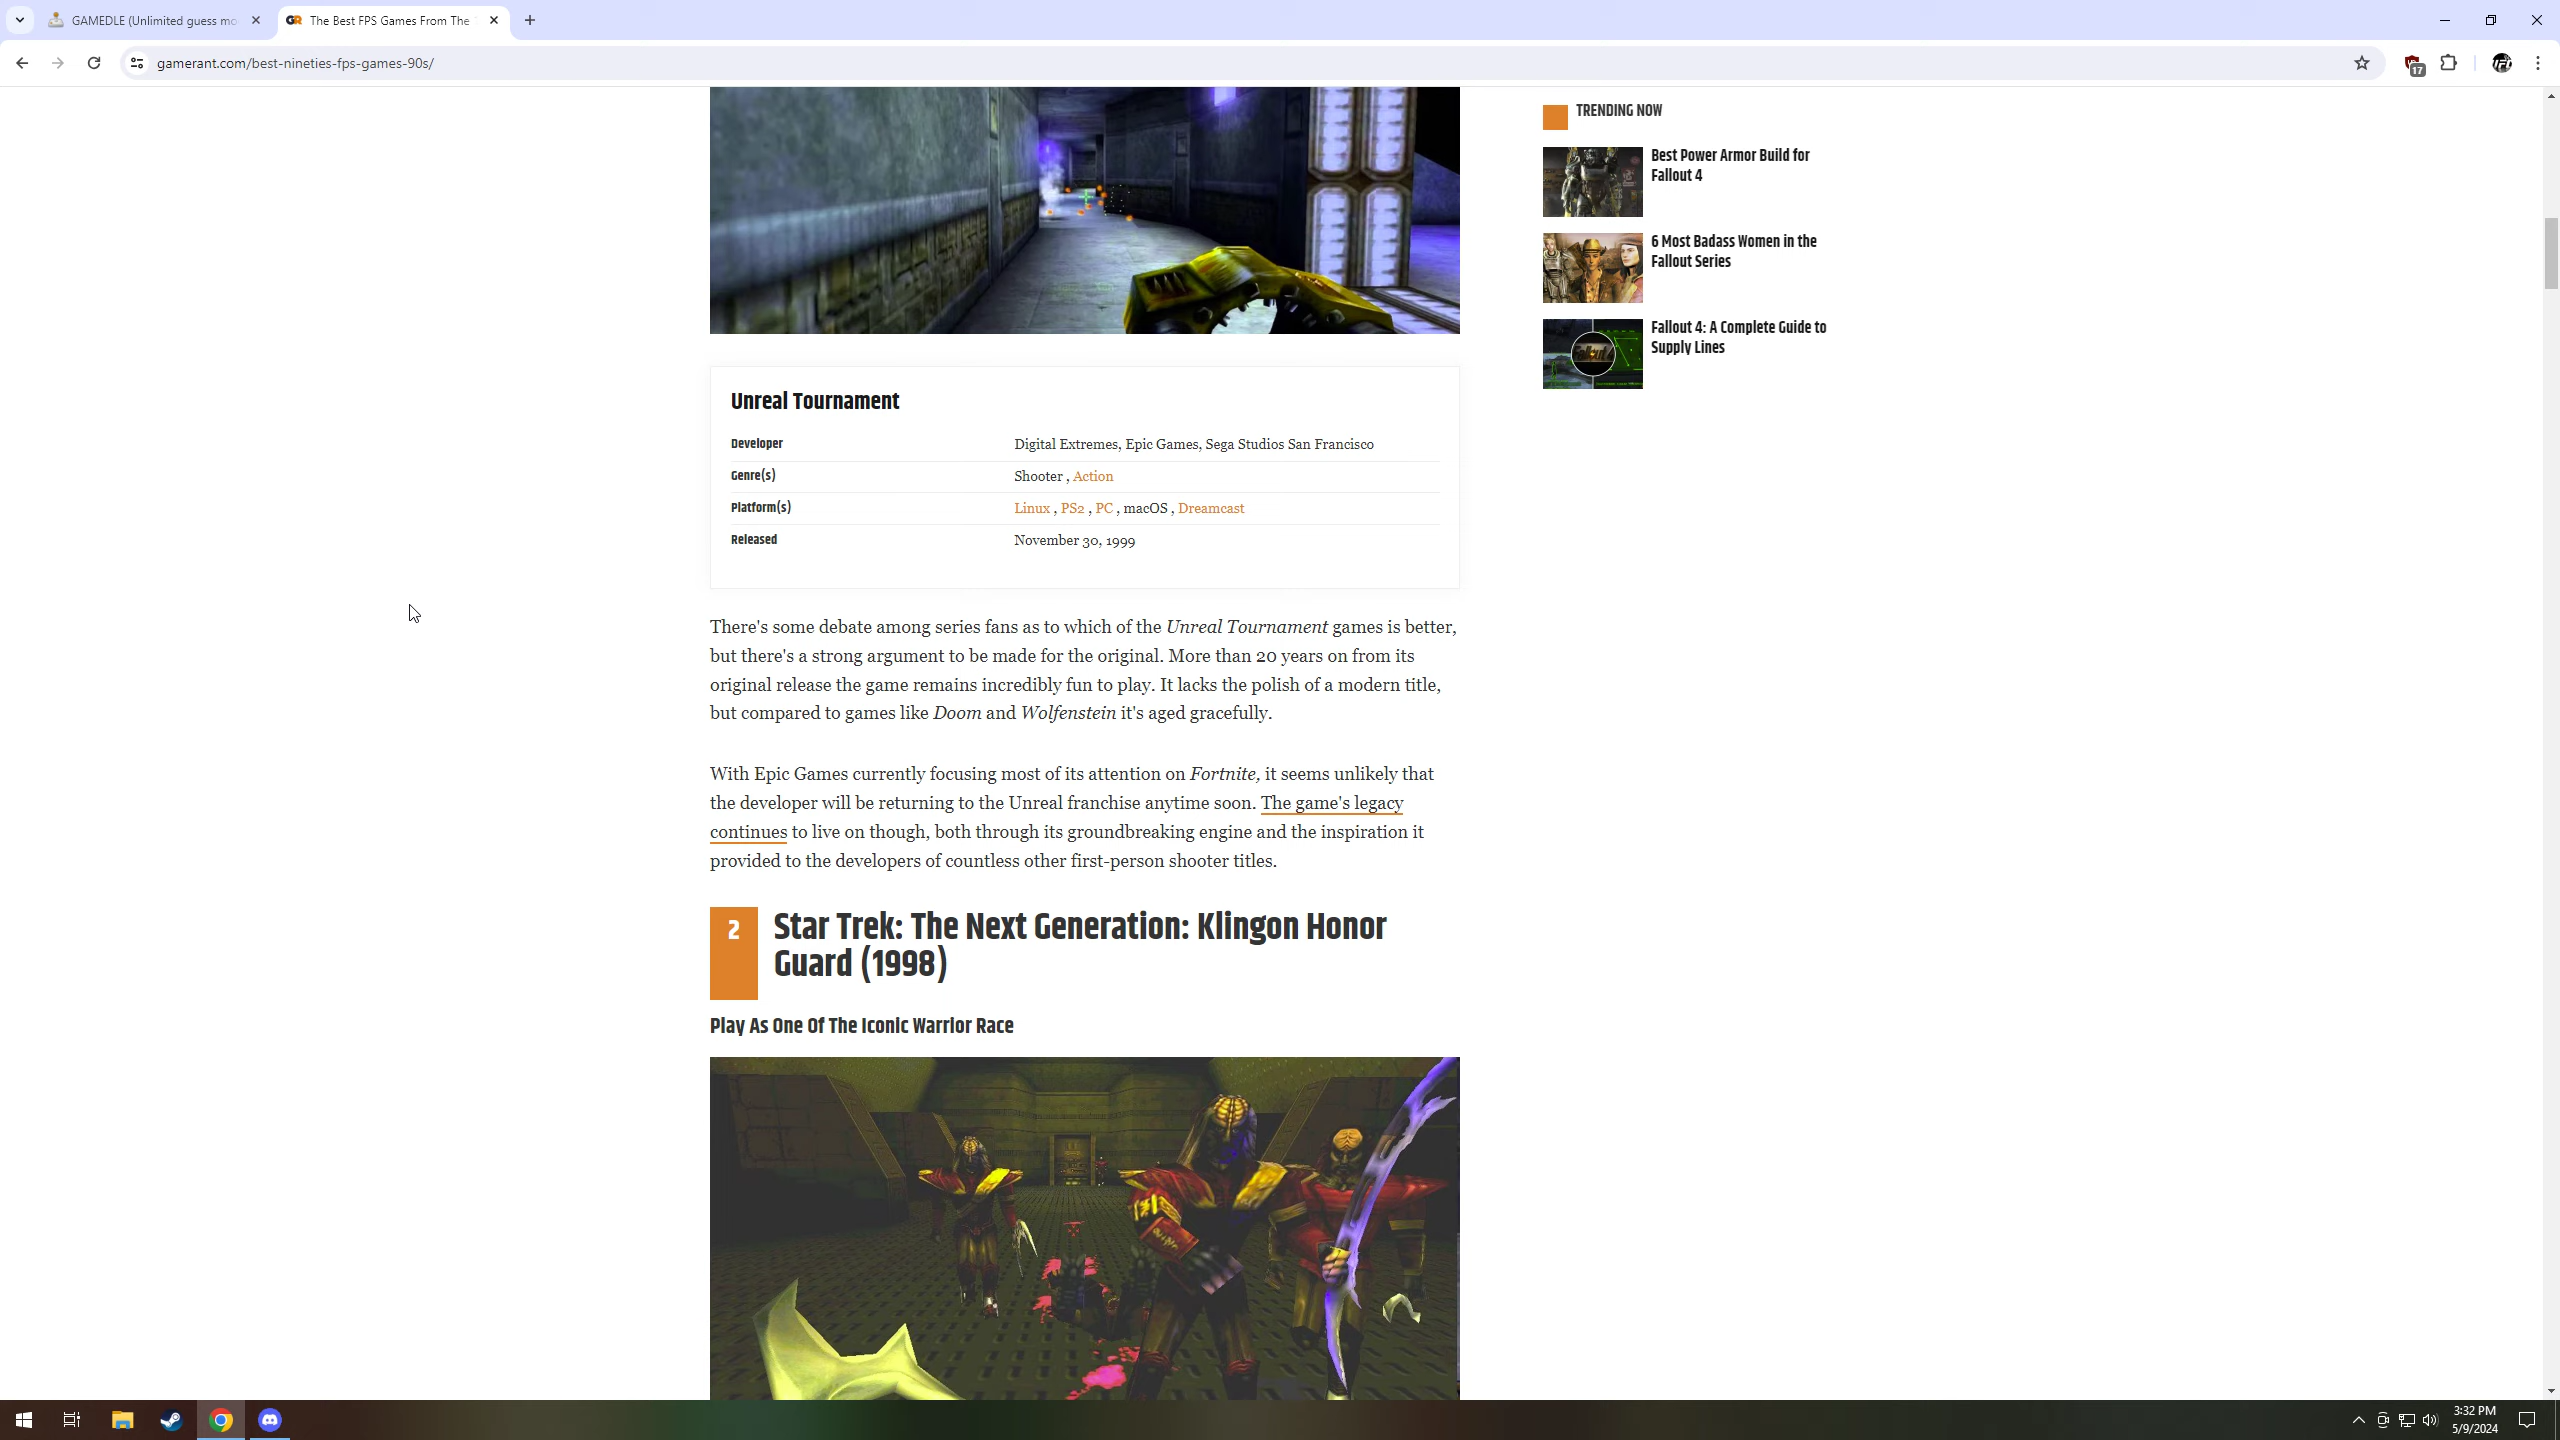 GAMEDLE (Unlimited guess mo
The Best FPS Games From The
gamerant.com/best-nineties-fps-games-90s/
17
TRENDING NOW
Best Power Armor Build for
Fallout 4
6 Most Badass Women in the
Fallout Series
Fallout 4: A Complete Guide to
Supply Lines
Unreal Tournament
Developer Digital Extremes, Epic Games, Sega Studios San Francisco
Genre(s) Shooter , Action
Platform(s) Linux , PS2 , PC , macOS , Dreamcast
Released November 30, 1999
There's some debate among series fans as to which of the Unreal Tournament games is better,
but there's a strong argument to be made for the original. More than 20 years on from its
original release the game remains incredibly fun to play. It lacks the polish of a modern title,
but compared to games like Doom and Wolfenstein it's aged gracefully.
With Epic Games currently focusing most of its attention on Fortnite, it seems unlikely that
the developer will be returning to the Unreal franchise anytime soon. The game's legacy
continues to live on though, both through its groundbreaking engine and the inspiration it
provided to the developers of countless other first-person shooter titles.
2 Star Trek: The Next Generation: Klingon Honor
Guard (1998)
Play As One Of The Iconic Warrior Race
3:32 PM
5/9/2024